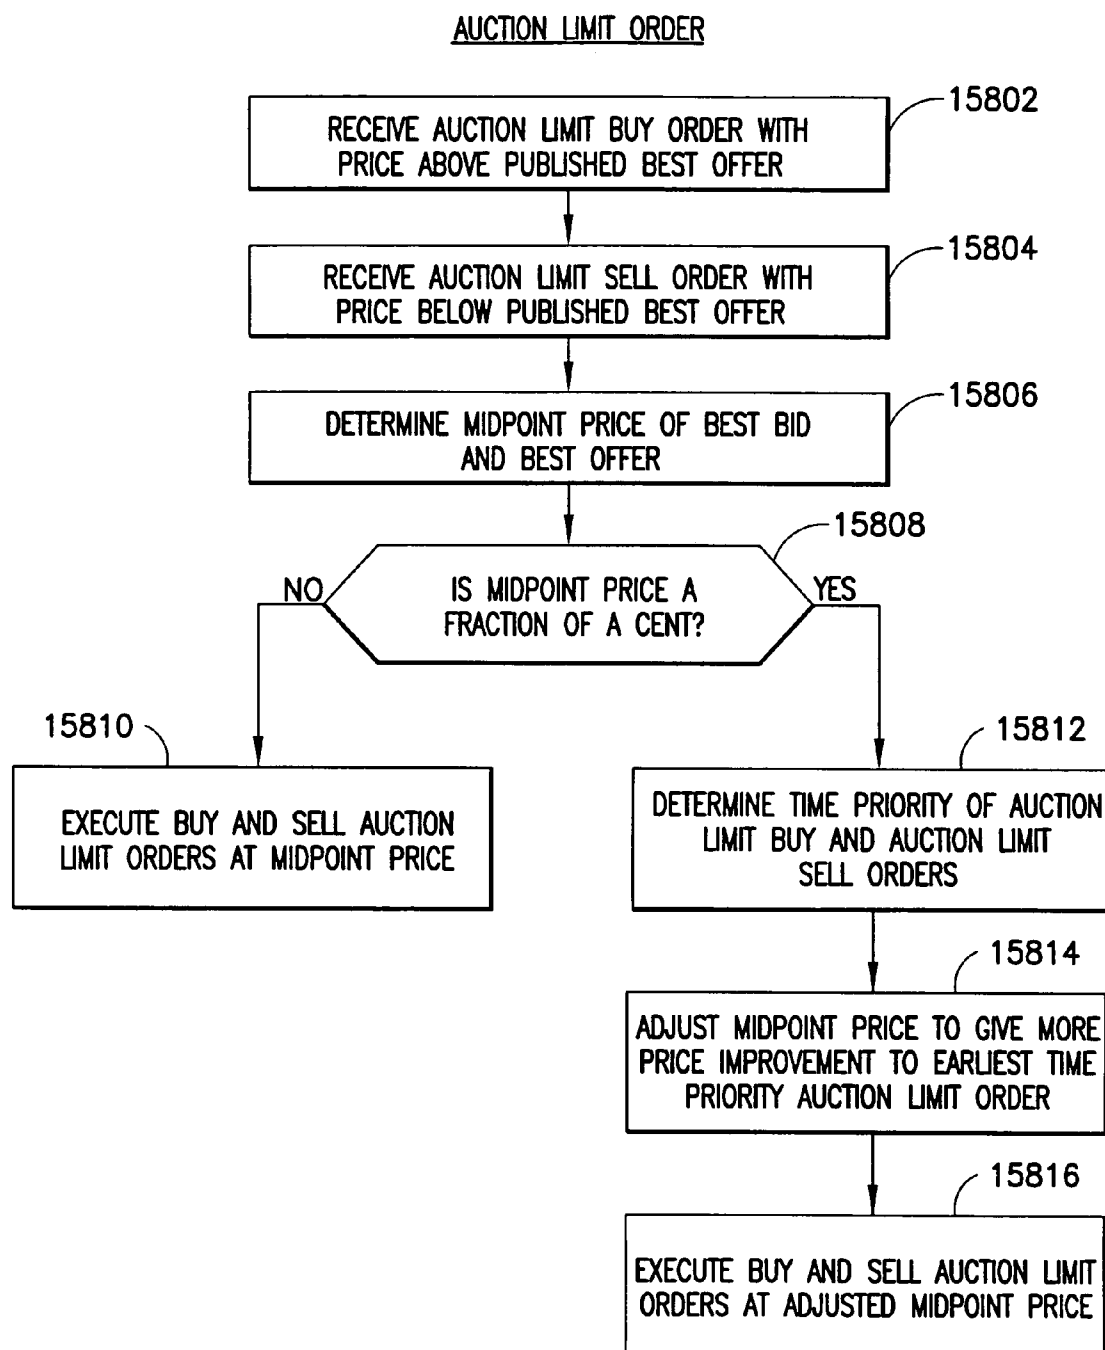 AUCTION LIMIT ORDER
15802
RECEIVE AUCTION LIMIT BUY ORDER WITH
PRICE ABOVE PUBLISHED BEST OFFER
15804
RECEIVE AUCTION LIMIT SELL ORDER WITH
PRICE BELOW PUBLISHED BEST OFFER
15806
DETERMINE MIDPOINT PRICE OF BEST BID
AND BEST OFFER
15808
IS MIDPOINT PRICE A
FRACTION OF A CENT?
NO
YES
15810
EXECUTE BUY AND SELL AUCTION
LIMIT ORDERS AT MIDPOINT PRICE
15812
DETERMINE TIME PRIORITY OF AUCTION
LIMIT BUY AND AUCTION LIMIT
SELL ORDERS
15814
ADJUST MIDPOINT PRICE TO GIVE MORE
PRICE IMPROVEMENT TO EARLIEST TIME
PRIORITY AUCTION LIMIT ORDER
15816
EXECUTE BUY AND SELL AUCTION LIMIT
ORDERS AT ADJUSTED MIDPOINT PRICE